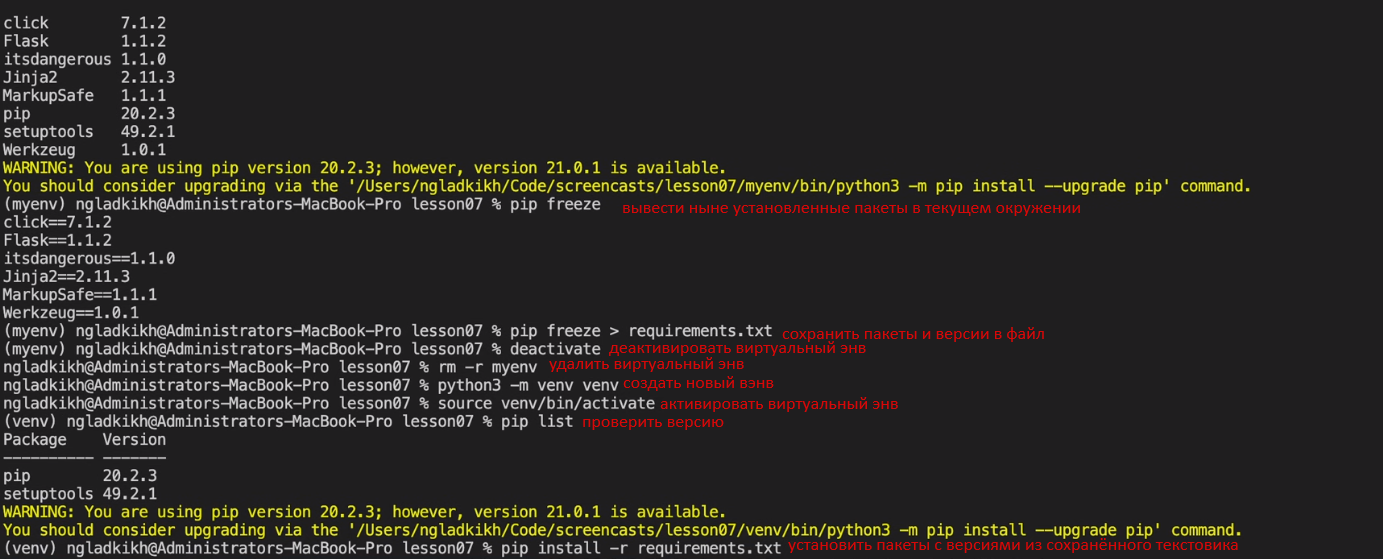 click 7.1.2
Flask 1.1.2
itsdangerous 1.1.0
Jinja2 2.11.3
MarkupSafe 1.1.1
pip 20.2.3
setuptools 49.2.1
Werkzeug 1.0.1
WARNING: You are using pip version 20.2.3; however, version 21.0.1 is available.
You should consider upgrading via the '/Users/ngladkikh/Code/screencasts/lesson07/myenv/bin/python3 -m pip install --upgrade pip' command.
(myenv) ngladkikh@Administrators-MacBook-Pro lesson07 % pip freeze вывести ныне установленные пакеты в текущем окружении
click==7.1.2
Flask==1.1.2
itsdangerous==1.1.0
Jinja2==2.11.3
MarkupSafe==1.1.1
Werkzeug==1.0.1
(myenv) ngladkikh@Administrators-MacBook-Pro lesson07 % pip freeze > requirements.txt сохранить пакеты и версии в файл
(myenv) ngladkikh@Administrators-MacBook-Pro lesson07 % deactivate деактивировать виртуальный энв
ngladkikh@Administrators-MacBook-Pro lesson07 % rm -r myenv удалить виртуальный энв
ngladkikh@Administrators-MacBook-Pro lesson07 % python3 -m venv venv создать новый вэнв
ngladkikh@Administrators-MacBook-Pro lesson07 % source venv/bin/activate активировать виртуальный энв
(venv) ngladkikh@Administrators-MacBook-Pro lesson07 % pip list проверить версию
Package Version
---------- -------
pip 20.2.3
setuptools 49.2.1
WARNING: You are using pip version 20.2.3; however, version 21.0.1 is available.
You should consider upgrading via the '/Users/ngladkikh/Code/screencasts/lesson07/venv/bin/python3 -m pip install --upgrade pip' command.
(venv) ngladkikh@Administrators-MacBook-Pro lesson07 % pip install -r requirements.txt установить пакеты с версиями из сохранённого текстовика